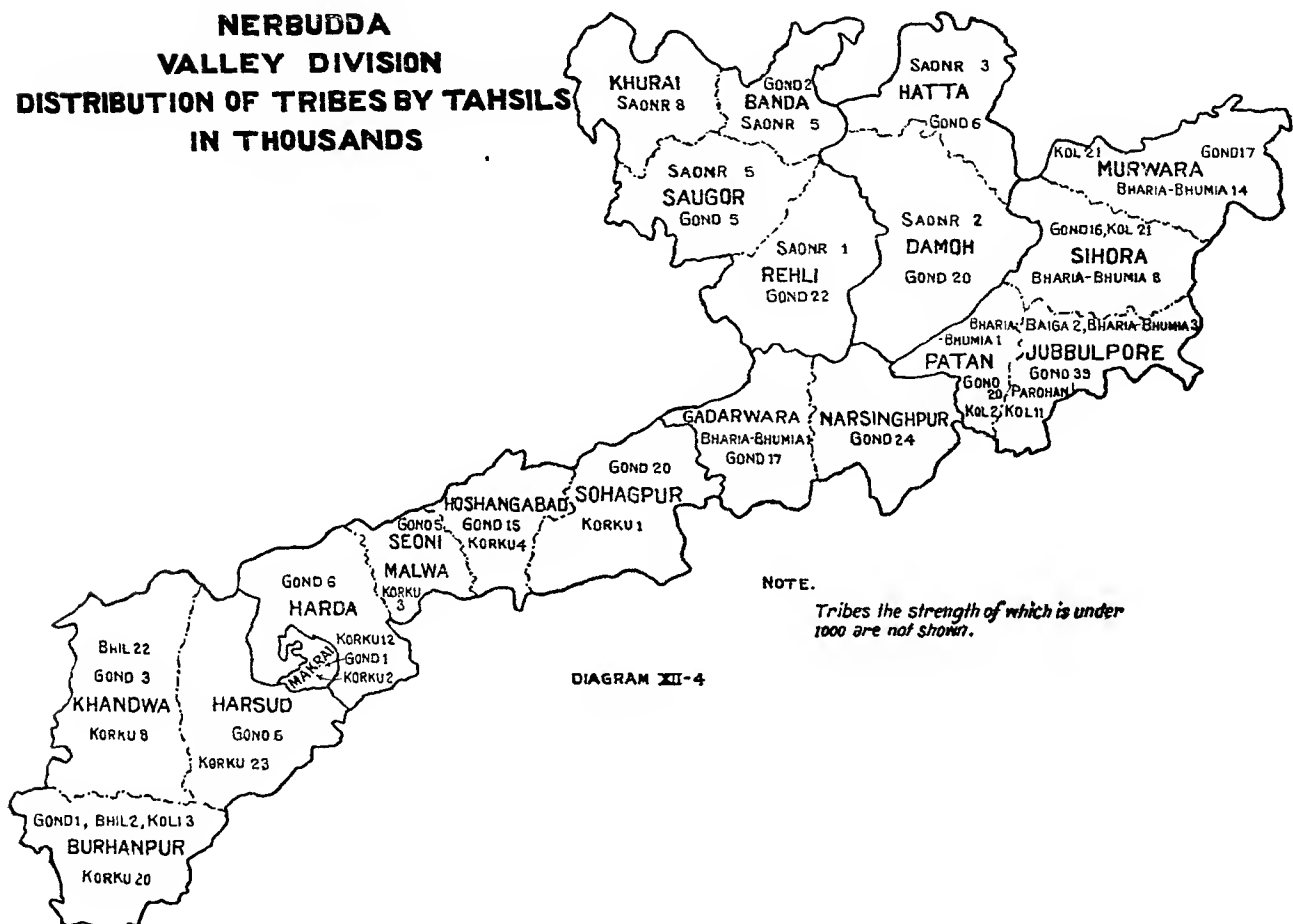 NERBUDDA
VALLEY DIVISION
DISTRIBUTION OF TRIBES BY TAHSILS
IN THOUSANDS
KHURAI
SAONR 8
GOND 2
BANDA
SAONR 5
SAONR 3
HATTA
GOND 6
SAONR 5
SAUGOR
GOND 5
KOL 21
GOND 17
MURWARA
BHARIA-BHUMIA 14
SAONR 1
REHLI
GOND 22
SAONR 2
DAMOH
GOND 20
GOND 16, KOL 21
SIHORA
BHARIA-BHUMIA 8
BHARIA
-BHUMIA 1
PATAN
GOND
20
KOL 2
BAIGA 2, BHARIA-BHUMIA 3
JUBBULPORE
GOND 39
PARDHAN 1
KOL 11
GADARWARA
BHARIA-BHUMIA 1
GOND 17
NARSINGHPUR
GOND 24
GOND 20
SOHAGPUR
KORKU 1
HOSHANGABAD
GOND 15
KORKU 4
GOND 5
SEONI
MALWA
KORKU
3
GOND 6
HARDA
KORKU 12
MAKRAI
GOND 1
KORKU 2
BHIL 22
GOND 3
KHANDWA
KORKU 8
HARSUD
GOND 6
KORKU 23
GOND 1, BHIL 2, KOLI 3
BURHANPUR
KORKU 20
NOTE.
Tribes the strength of which is under
1000 are not shown.
DIAGRAM XII-4